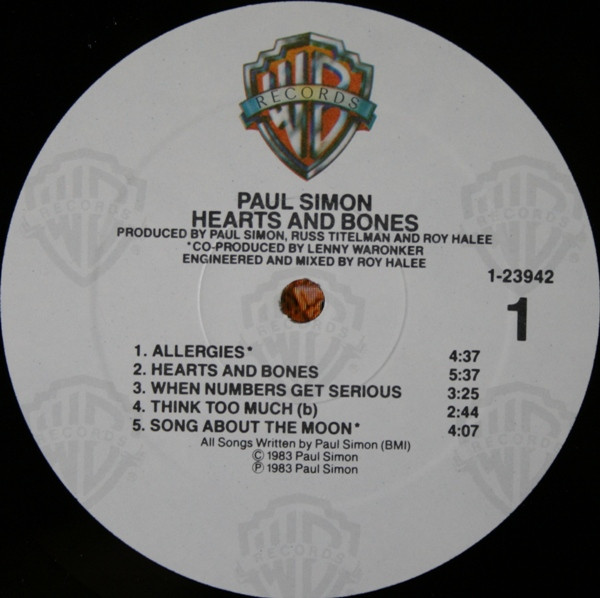 WB
RECORDS
PAUL SIMON
HEARTS AND BONES
PRODUCED BY PAUL SIMON, RUSS TITELMAN AND ROY HALEE
*CO-PRODUCED BY LENNY WARONKER
ENGINEERED AND MIXED BY ROY HALEE
1-23942
1
1. ALLERGIES* 4:37
2. HEARTS AND BONES 5:37
3. WHEN NUMBERS GET SERIOUS 3:25
4. THINK TOO MUCH (b) 2:44
5. SONG ABOUT THE MOON* 4:07
All Songs Written by Paul Simon (BMI)
© 1983 Paul Simon
℗ 1983 Paul Simon